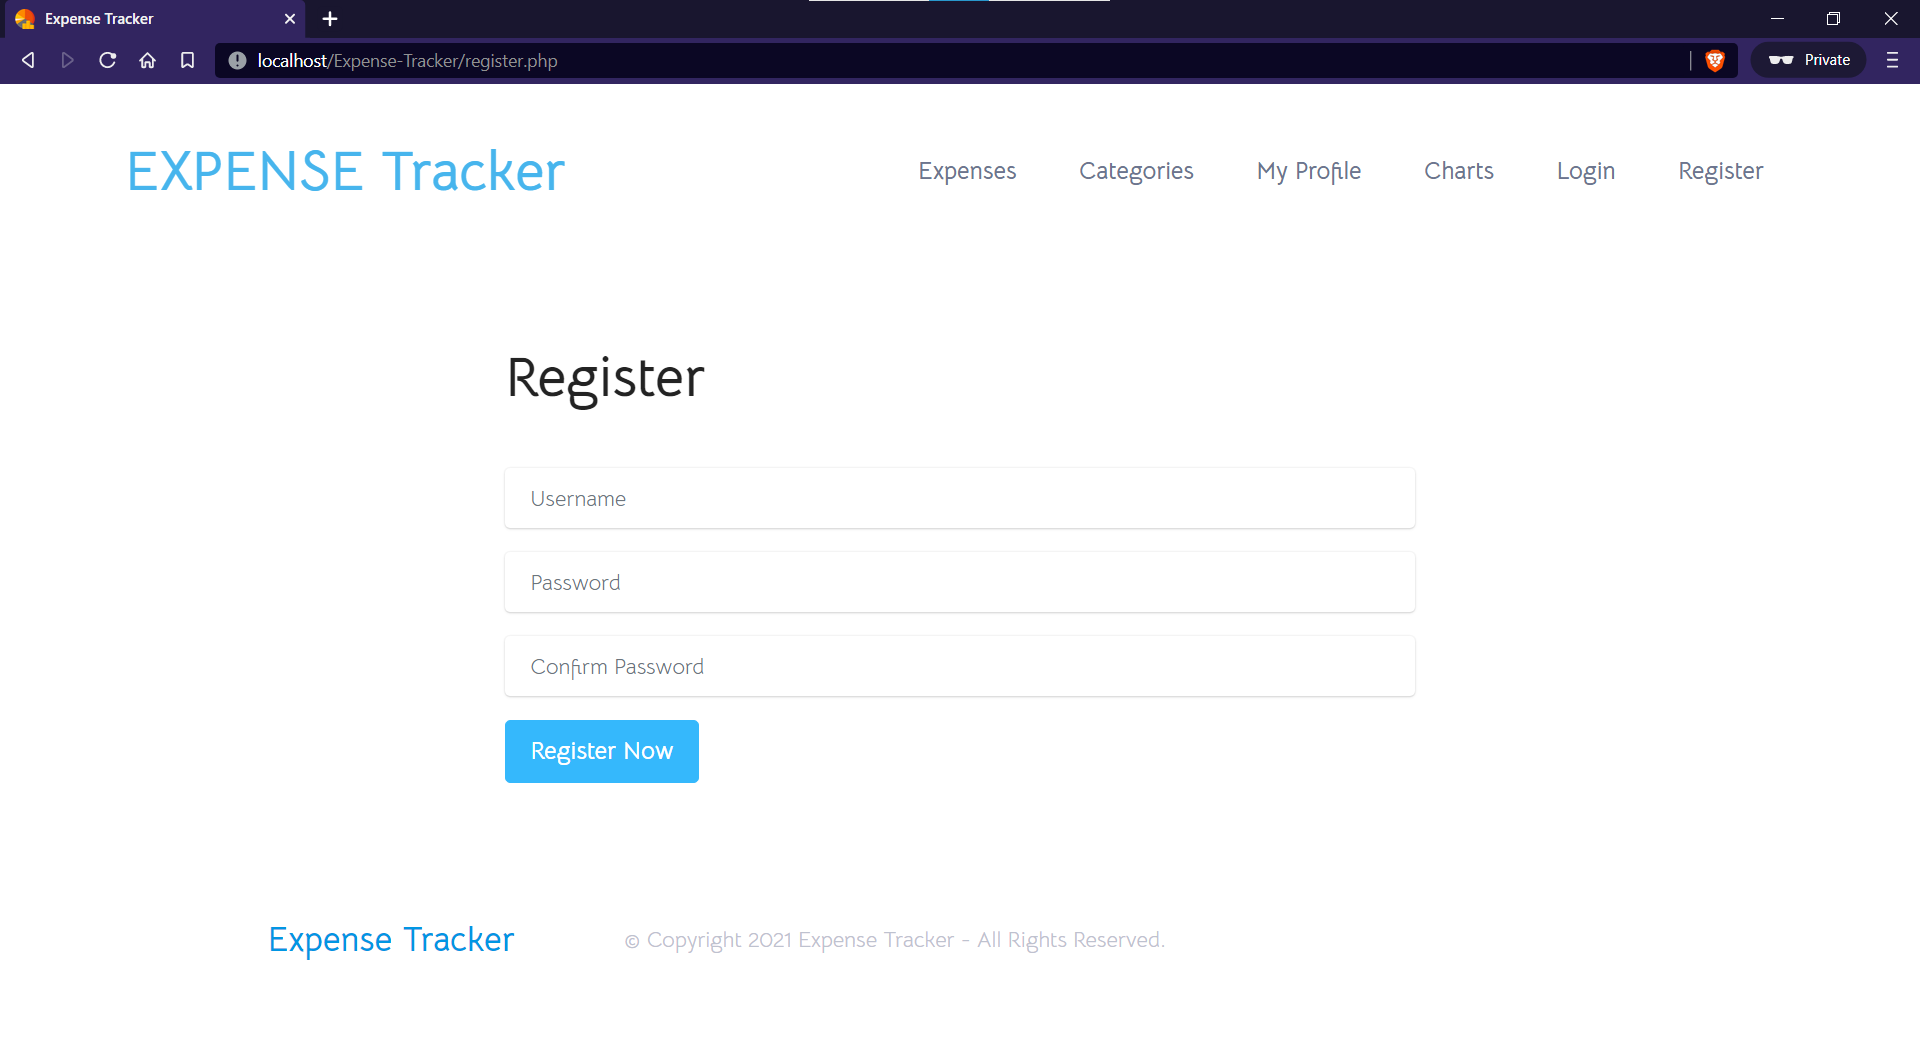 Expense Tracker
localhost/Expense-Tracker/register.php
Private
EXPENSE Tracker
Expenses
Categories
My Profile
Charts
Login
Register
Register
Username
Password
Confirm Password
Register Now
Expense Tracker
© Copyright 2021 Expense Tracker - All Rights Reserved.